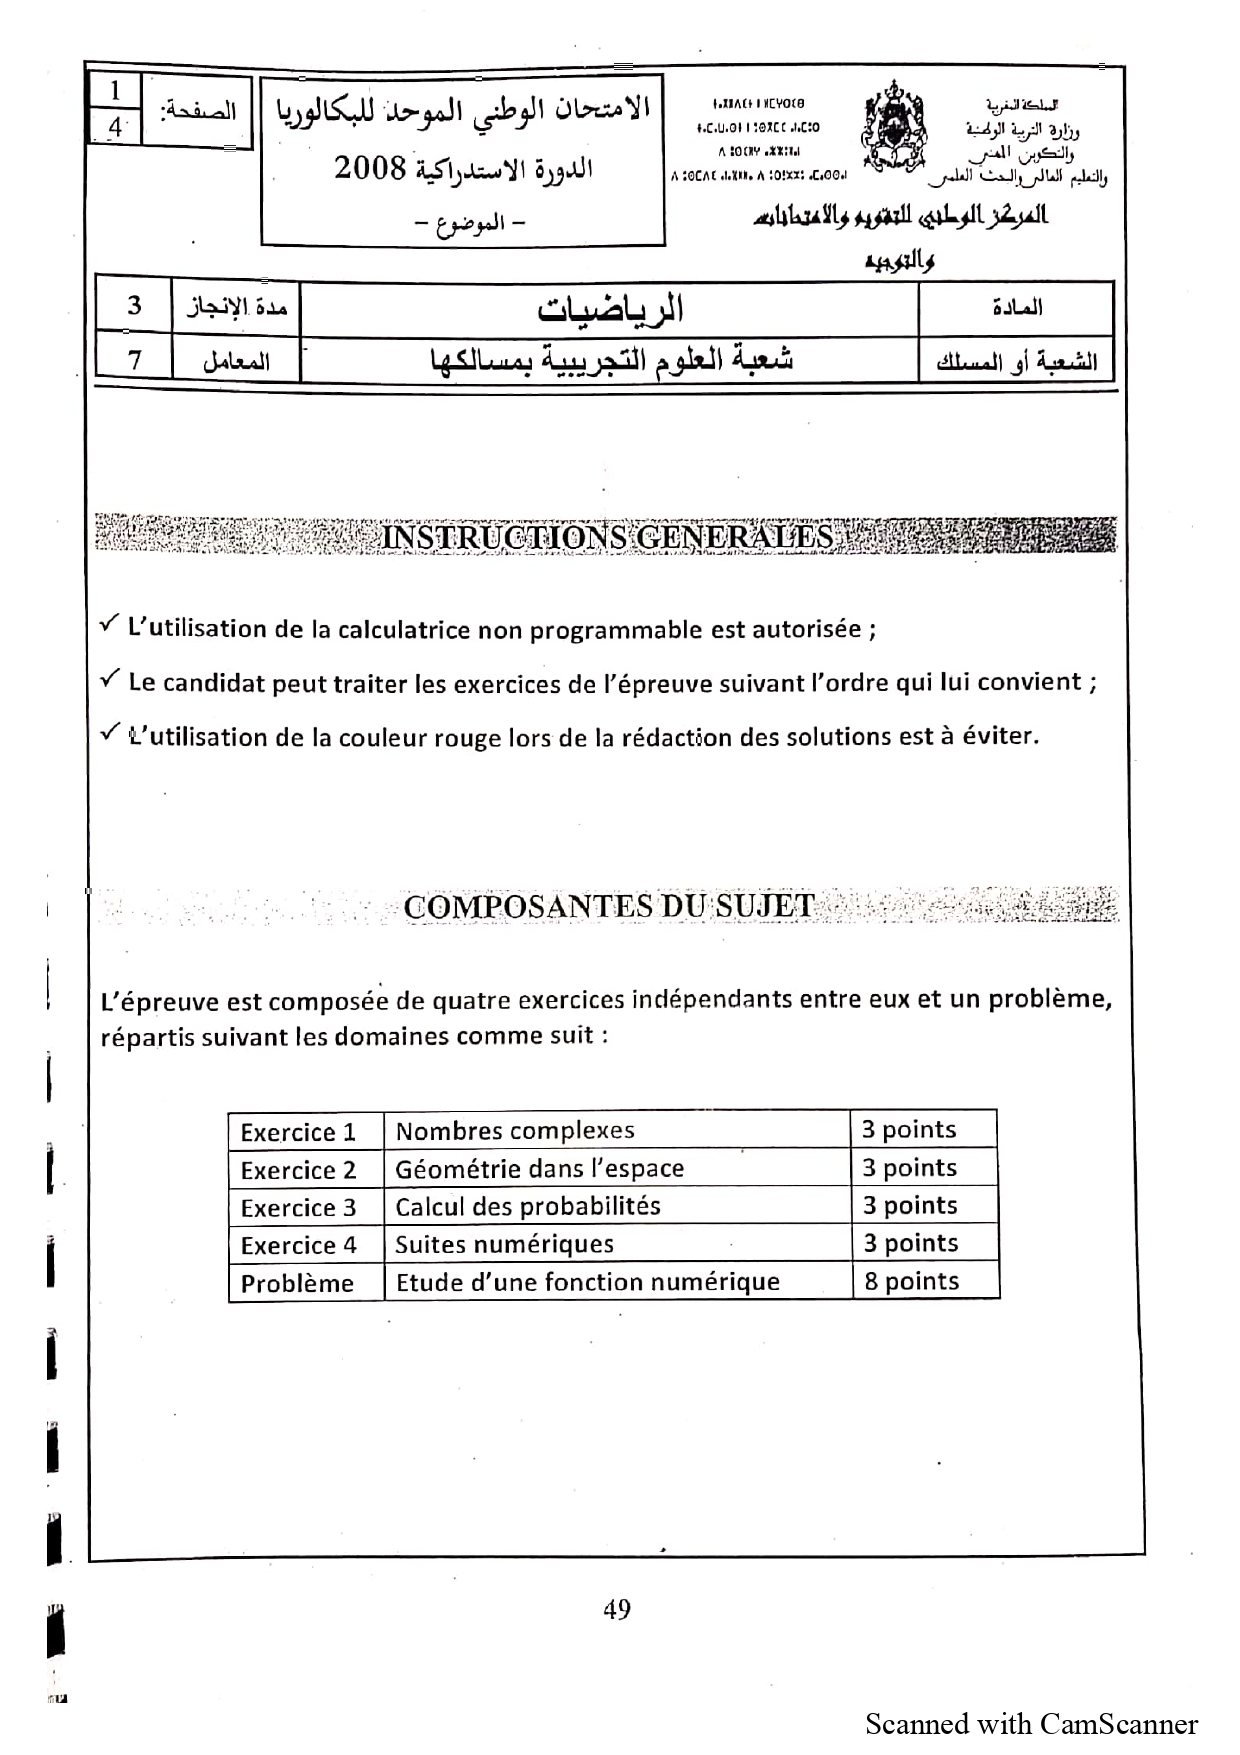 1
4
الصفحة:
الامتحان الوطني الموحد للبكالوريا
الدورة الاستدراكية 2008
- الموضوع -
المملكة المغربية
وزارة التربية الوطنية
والتكوين المهني
والتعليم العالي والبحث العلمي
المركز الوطني للتقويم والامتحانات
والتوجيه
المادة الرياضيات مدة الإنجاز 3
الشعبة أو المسلك شعبة العلوم التجريبية بمسالكها المعامل 7
INSTRUCTIONS GENERALES
✓ L'utilisation de la calculatrice non programmable est autorisée ;
✓ Le candidat peut traiter les exercices de l'épreuve suivant l'ordre qui lui convient ;
✓ L'utilisation de la couleur rouge lors de la rédaction des solutions est à éviter.
COMPOSANTES DU SUJET
L'épreuve est composée de quatre exercices indépendants entre eux et un problème,
répartis suivant les domaines comme suit :
Exercice 1 Nombres complexes 3 points
Exercice 2 Géométrie dans l'espace 3 points
Exercice 3 Calcul des probabilités 3 points
Exercice 4 Suites numériques 3 points
Problème Etude d'une fonction numérique 8 points
49
Scanned with CamScanner